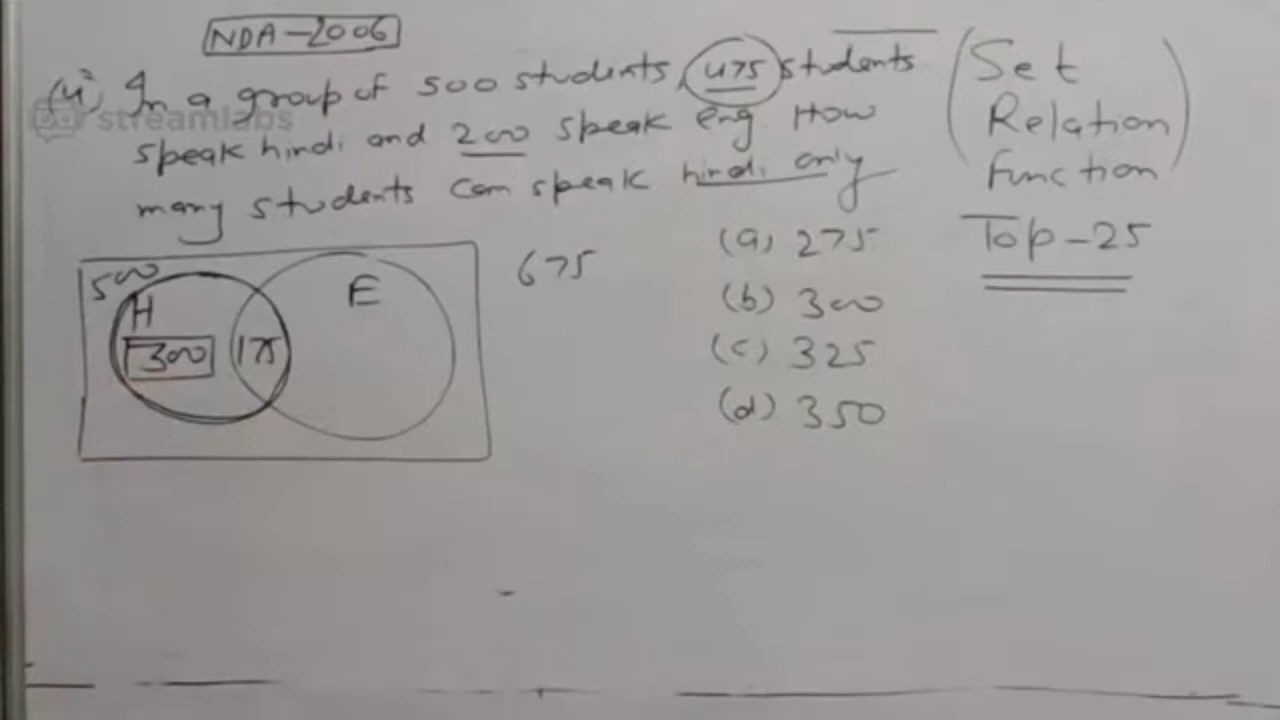 NDA-2006
(4) In a group of 500 students, 475 students
speak hindi and 200 speak eng How
many students can speak hindi only
(a) 275
(b) 300
(c) 325
(d) 350
Set
Relation
Function
Top-25
500
H
E
300
175
675
streamlabs